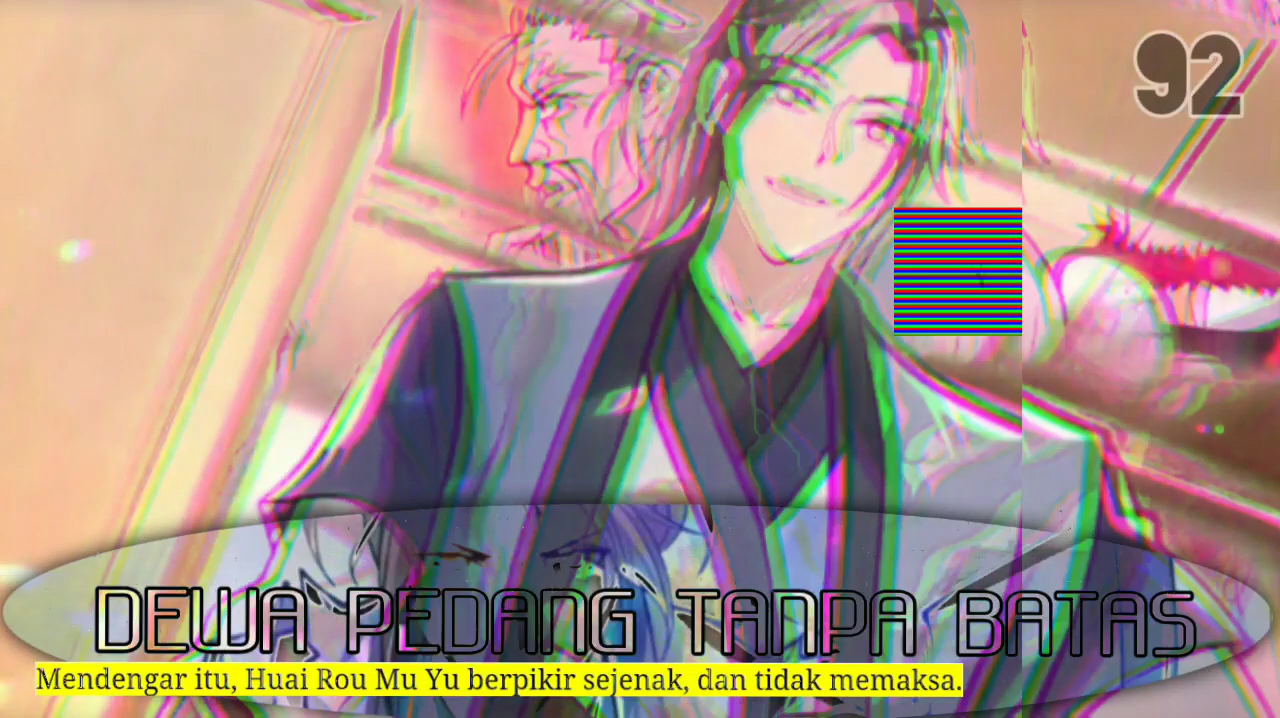 92
DEWA PEDANG TANPA BATAS
Mendengar itu, Huai Rou Mu Yu berpikir sejenak, dan tidak memaksa.